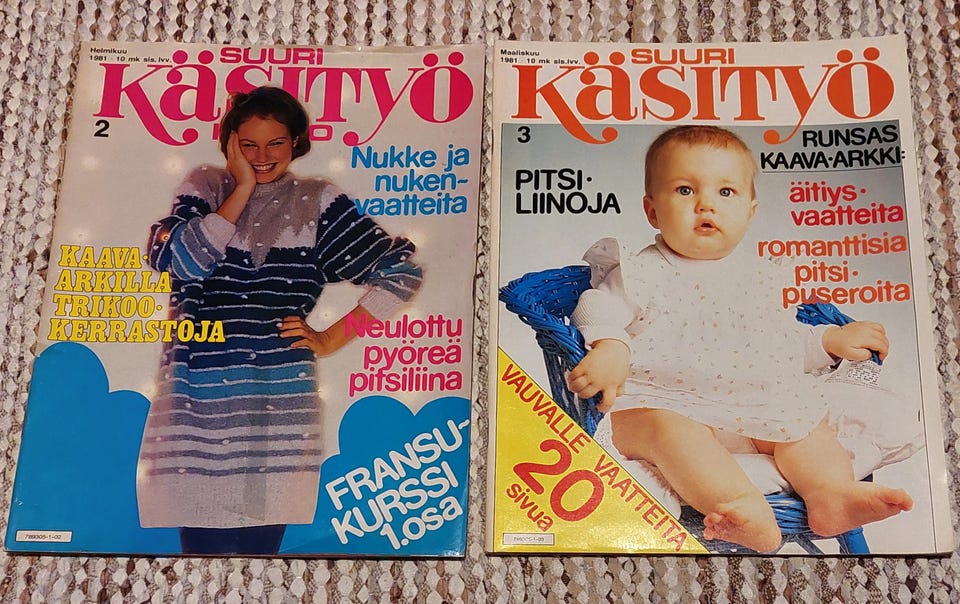 Helmikuu
1981 · 10 mk sis. lvv.
SUURI
KÄSITYÖ
2
Nukke ja
nuken-
vaatteita
KAAVA-
ARKILLA
TRIKOO-
KERRASTOJA
Neulottu
pyöreä
pitsiliina
FRANSU-
KURSSI
1.osa
Maaliskuu
1981 · 10 mk sis. lvv.
SUURI
KÄSITYÖ
3
RUNSAS
KAAVA-ARKKI:
PITSI-
LIINOJA
äitiys-
vaatteita
romanttisia
pitsi-
puseroita
VAUVALLE VAATTEITA
20
sivua